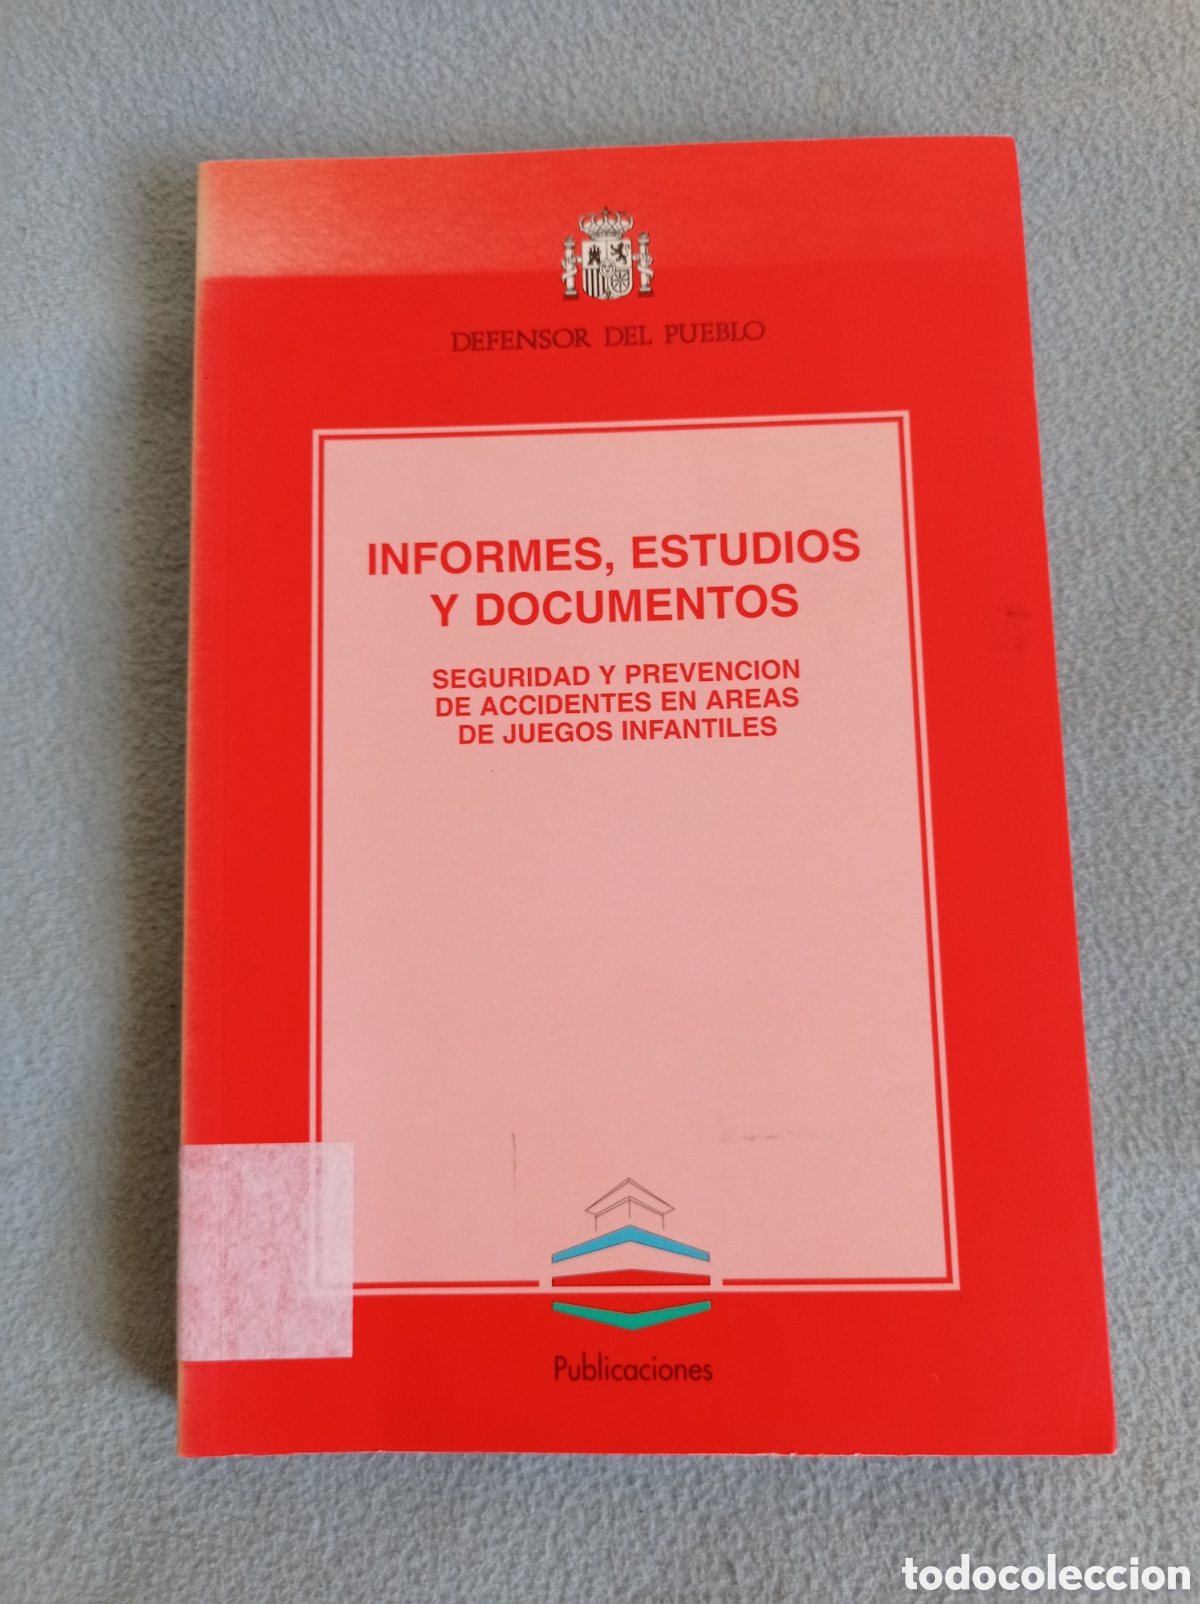 DEFENSOR DEL PUEBLO
INFORMES, ESTUDIOS
Y DOCUMENTOS
SEGURIDAD Y PREVENCION
DE ACCIDENTES EN AREAS
DE JUEGOS INFANTILES
Publicaciones
todocoleccion